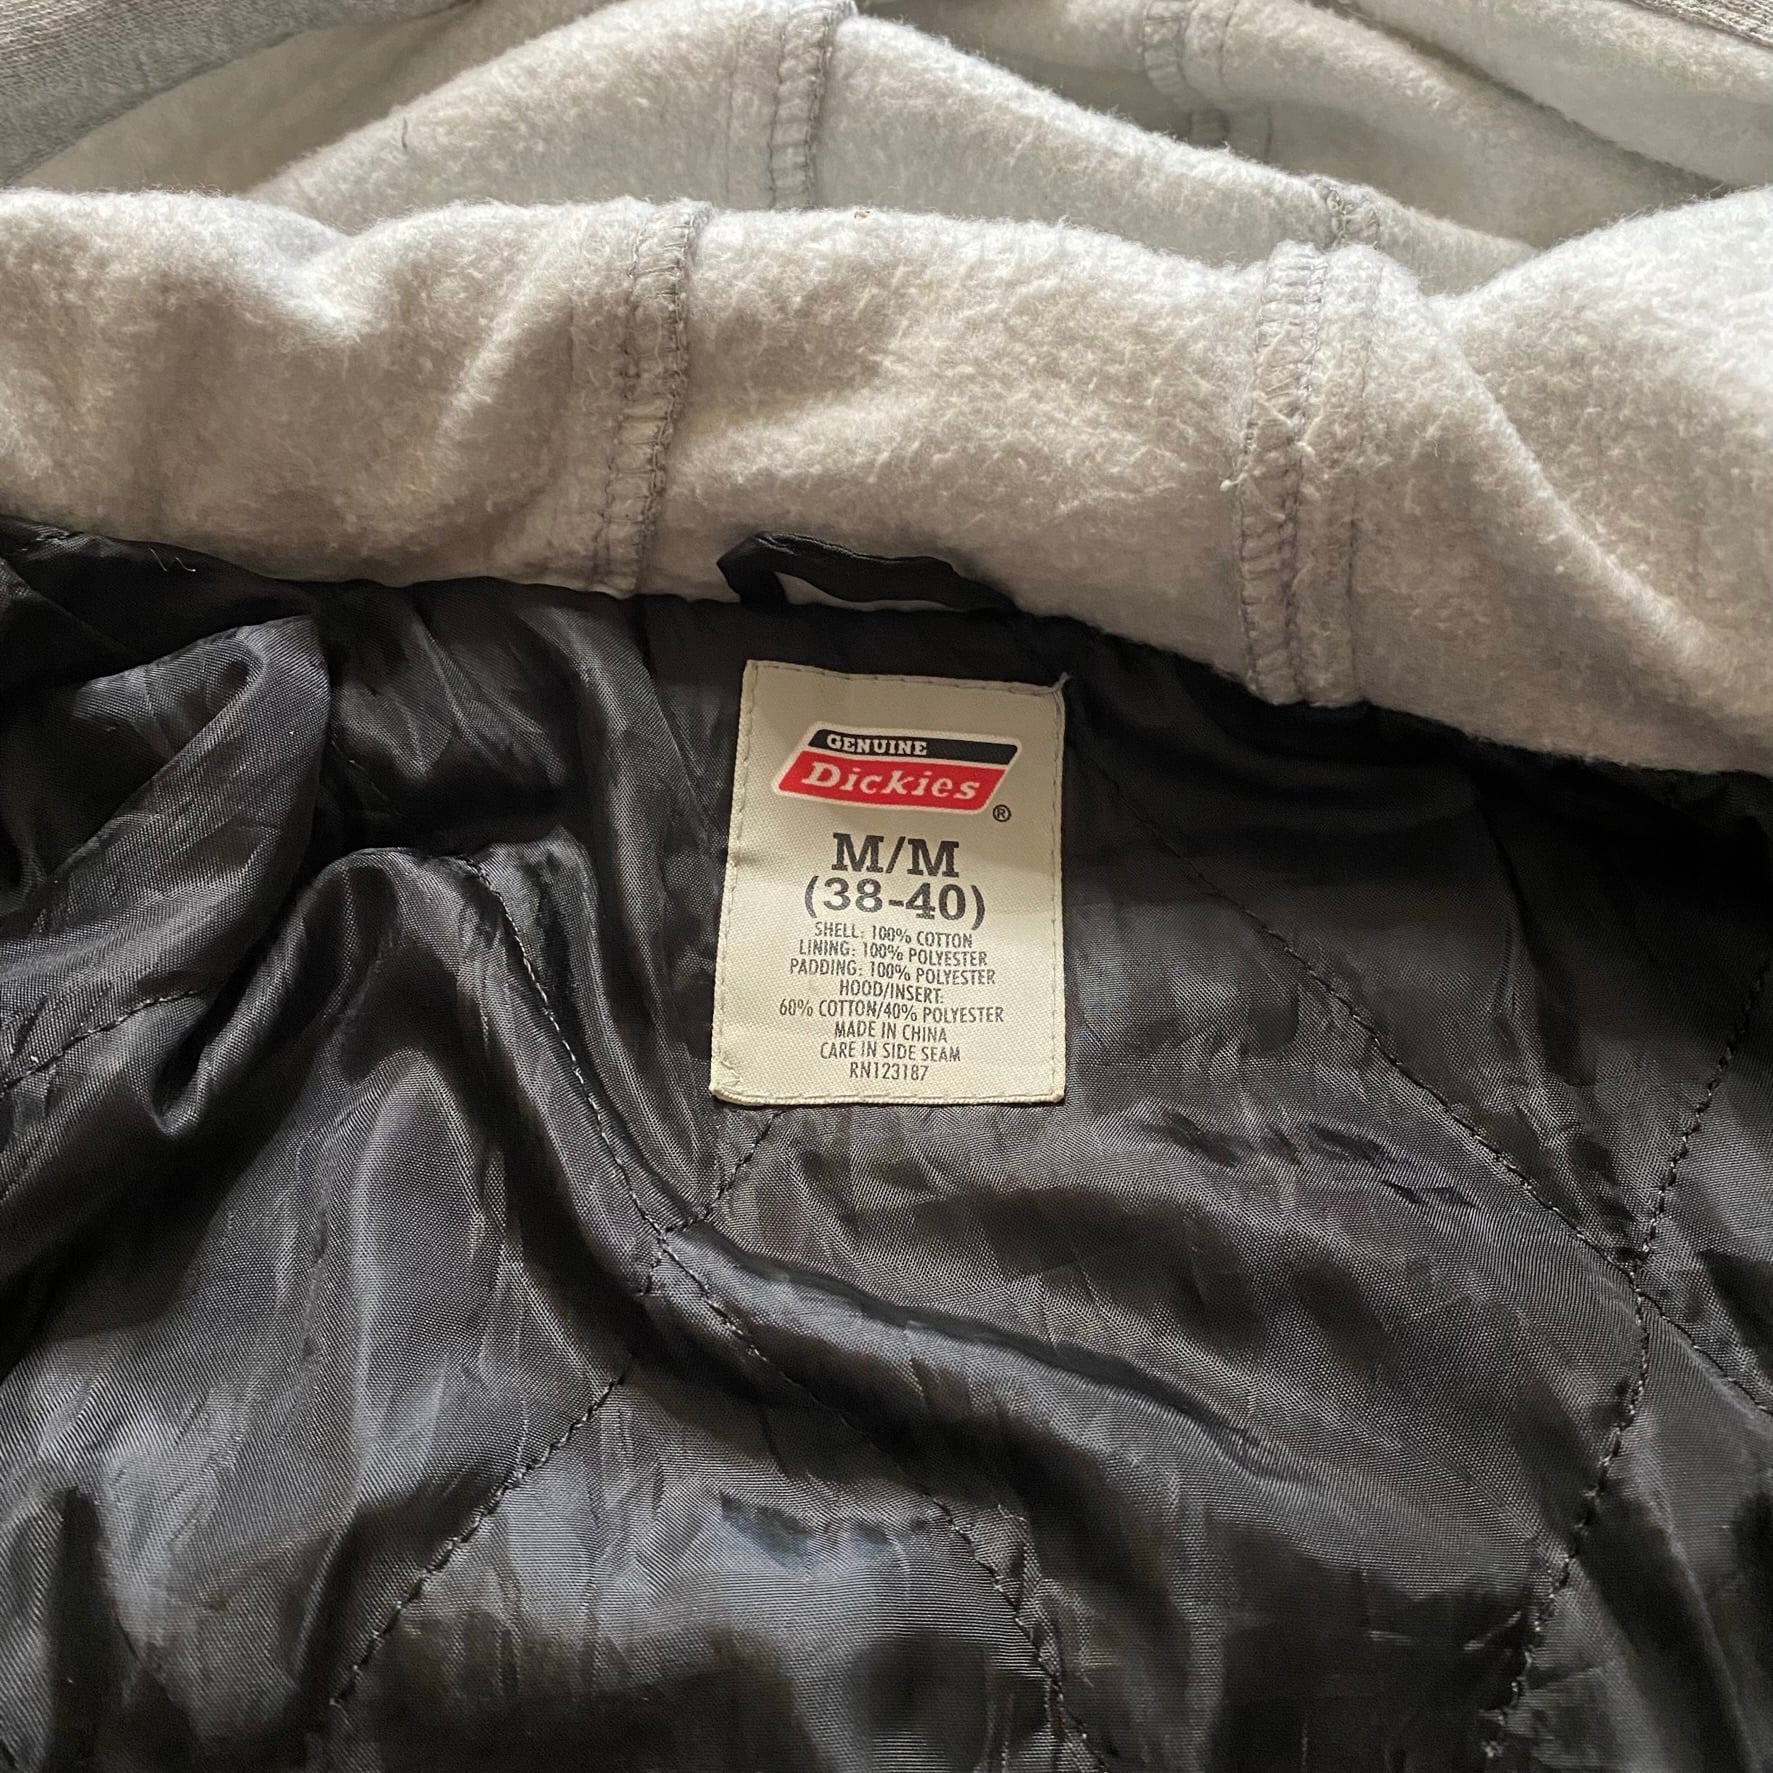 GENUINE
Dickies
®
M/M
(38-40)
SHELL: 100% COTTON
LINING: 100% POLYESTER
PADDING: 100% POLYESTER
HOOD/INSERT:
60% COTTON/40% POLYESTER
MADE IN CHINA
CARE IN SIDE SEAM
RN123187